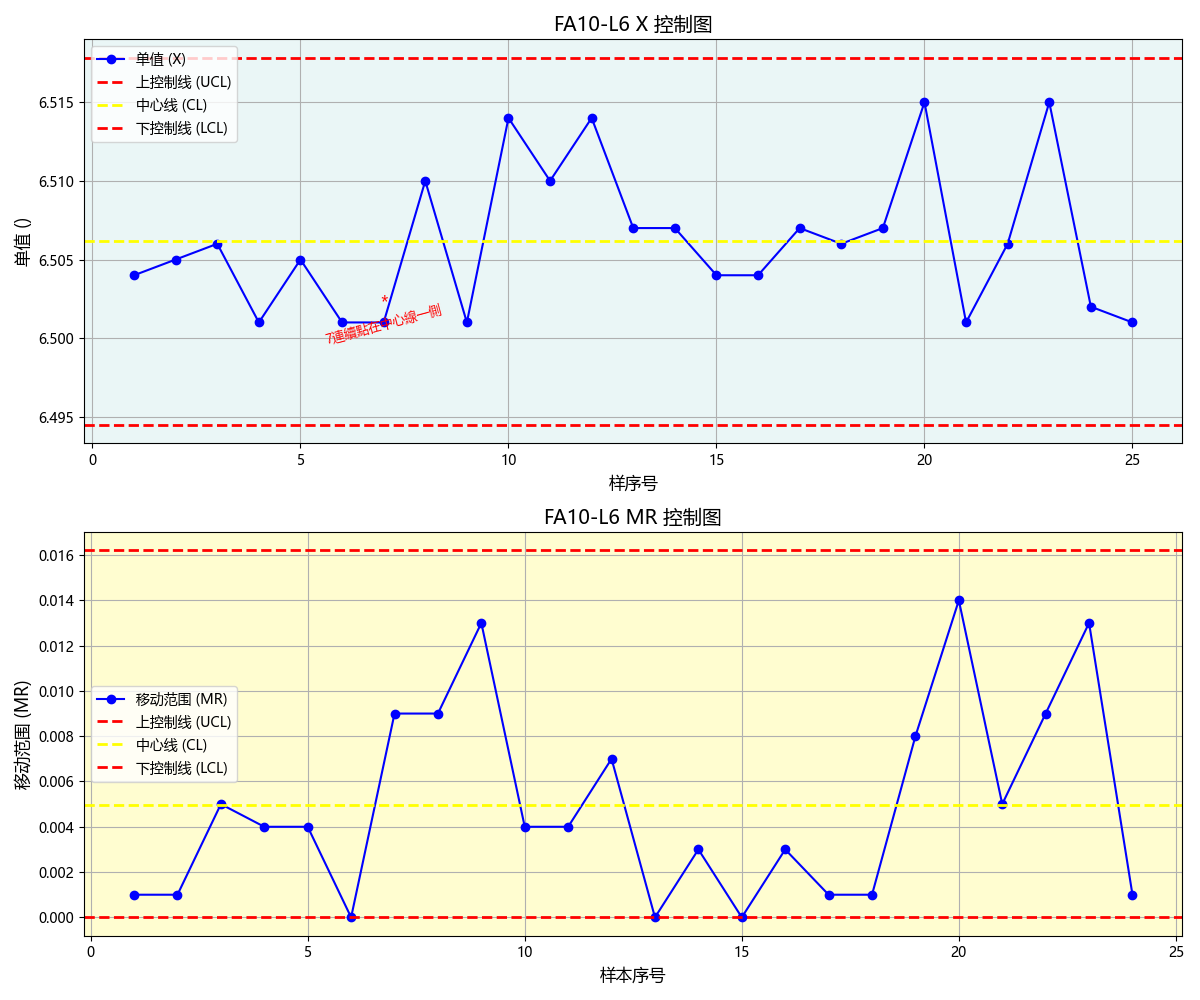 FA10-L6 X 控制图
单值 (X)
上控制线 (UCL)
中心线 (CL)
下控制线 (LCL)
单值 ()
6.515
6.510
6.505
6.500
6.495
*
7連續點在中心線一側
0 5 10 15 20 25
样序号
FA10-L6 MR 控制图
移动范围 (MR)
上控制线 (UCL)
中心线 (CL)
下控制线 (LCL)
移动范围 (MR)
0.016
0.014
0.012
0.010
0.008
0.006
0.004
0.002
0.000
0 5 10 15 20 25
样本序号